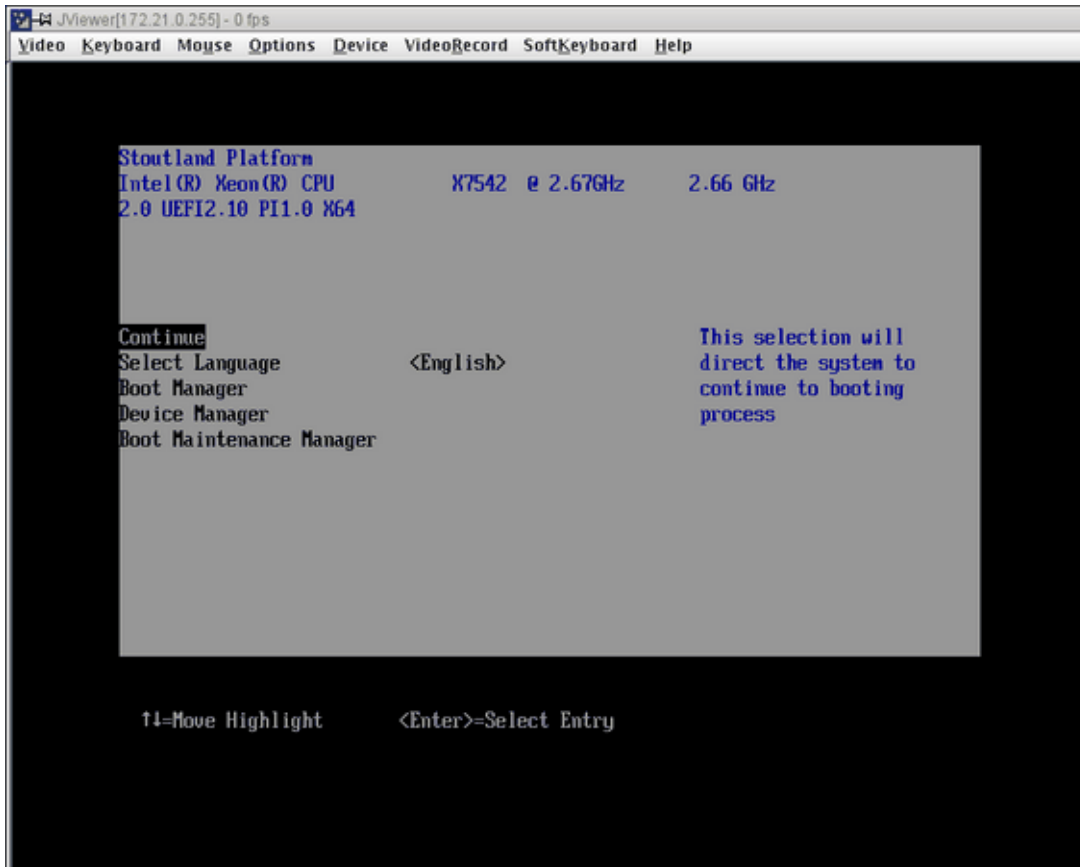 JViewer[172.21.0.255] - 0 fps
Video Keyboard Mouse Options Device VideoRecord SoftKeyboard Help
Stoutland Platform
Intel(R) Xeon(R) CPU X7542 @ 2.67GHz 2.66 GHz
2.0 UEFI2.10 PI1.0 X64
Continue
Select Language <English>
Boot Manager
Device Manager
Boot Maintenance Manager
This selection will
direct the system to
continue to booting
process
↑↓=Move Highlight <Enter>=Select Entry